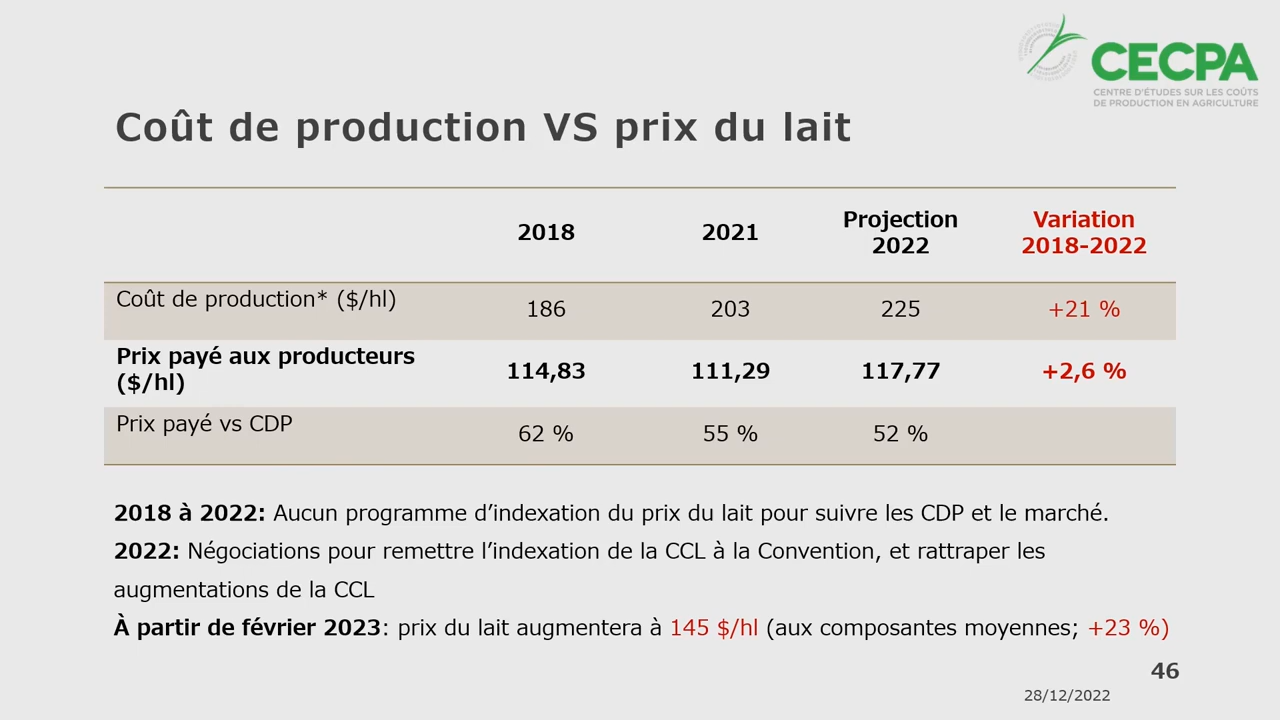 CECPA
CENTRE D'ÉTUDES SUR LES COÛTS
DE PRODUCTION EN AGRICULTURE
Coût de production VS prix du lait
2018 2021 Projection 2022 Variation 2018-2022
Coût de production* ($/hl) 186 203 225 +21 %
Prix payé aux producteurs ($/hl) 114,83 111,29 117,77 +2,6 %
Prix payé vs CDP 62 % 55 % 52 %
2018 à 2022: Aucun programme d’indexation du prix du lait pour suivre les CDP et le marché.
2022: Négociations pour remettre l’indexation de la CCL à la Convention, et rattraper les
augmentations de la CCL
À partir de février 2023: prix du lait augmentera à 145 $/hl (aux composantes moyennes; +23 %)
46
28/12/2022